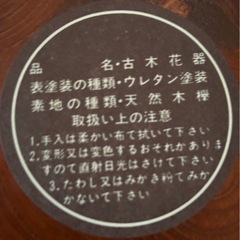 品名・古木花器
表塗装の種類・ウレタン塗装
素地の種類・天然木欅
取扱い上の注意
1.手入は柔かい布で拭いて下さい
2.変形又は変色するおそれがありま
すので直射日光はさけて下さい
3.たわし又はみがき粉でみが
かないで下さい